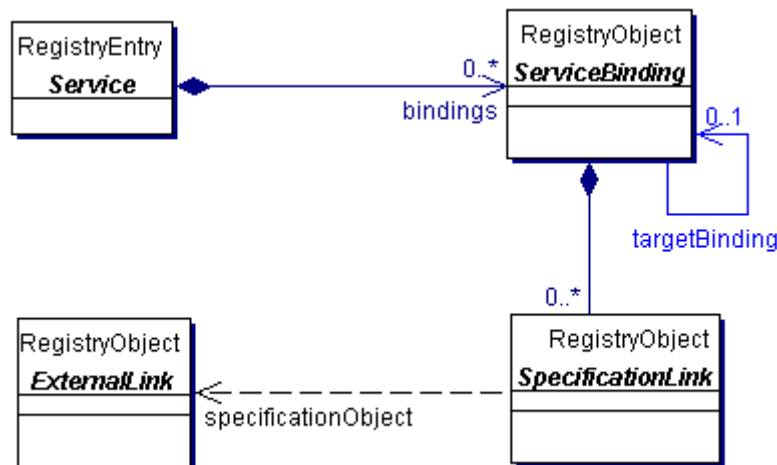 RegistryEntry
Service
0..*
bindings
RegistryObject
ServiceBinding
0..1
targetBinding
0..*
RegistryObject
ExternalLink
specificationObject
RegistryObject
SpecificationLink